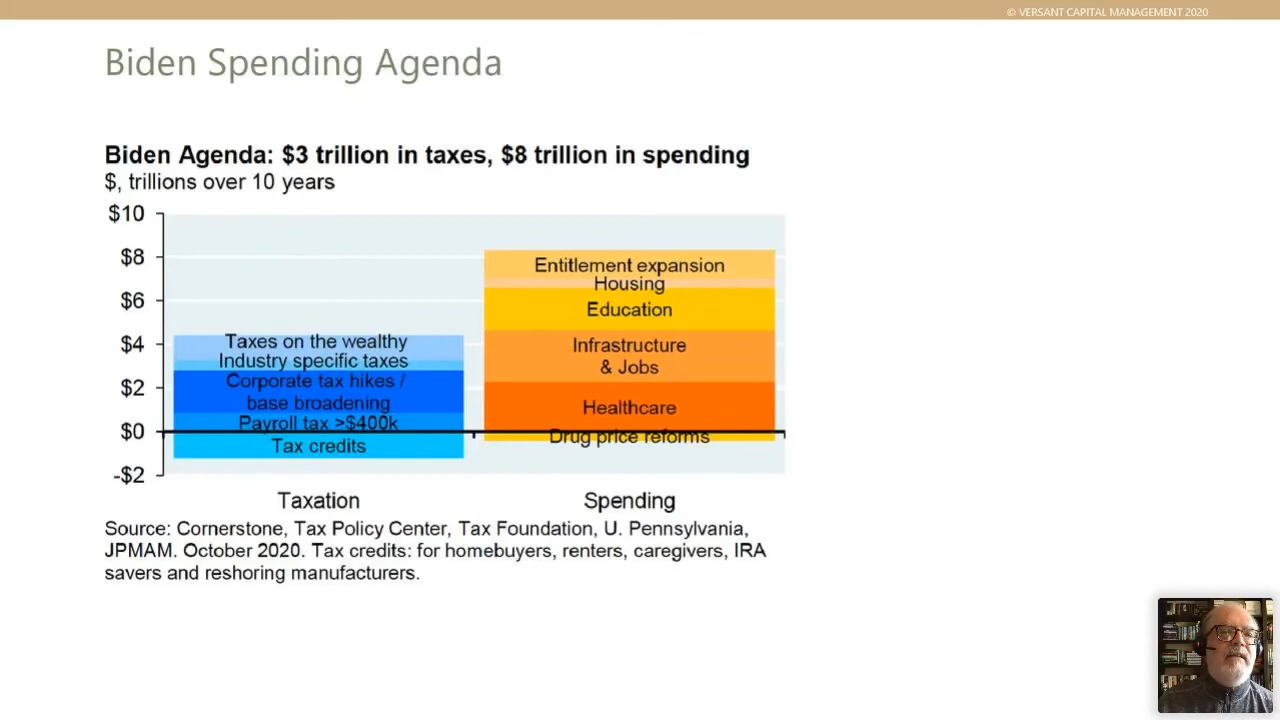 © VERSANT CAPITAL MANAGEMENT 2020
Biden Spending Agenda
Biden Agenda: $3 trillion in taxes, $8 trillion in spending
$, trillions over 10 years
$10
$8
$6
$4
$2
$0
-$2
Taxes on the wealthy
Industry specific taxes
Corporate tax hikes /
base broadening
Payroll tax >$400k
Tax credits
Entitlement expansion
Housing
Education
Infrastructure
& Jobs
Healthcare
Drug price reforms
Taxation
Spending
Source: Cornerstone, Tax Policy Center, Tax Foundation, U. Pennsylvania,
JPMAM. October 2020. Tax credits: for homebuyers, renters, caregivers, IRA
savers and reshoring manufacturers.